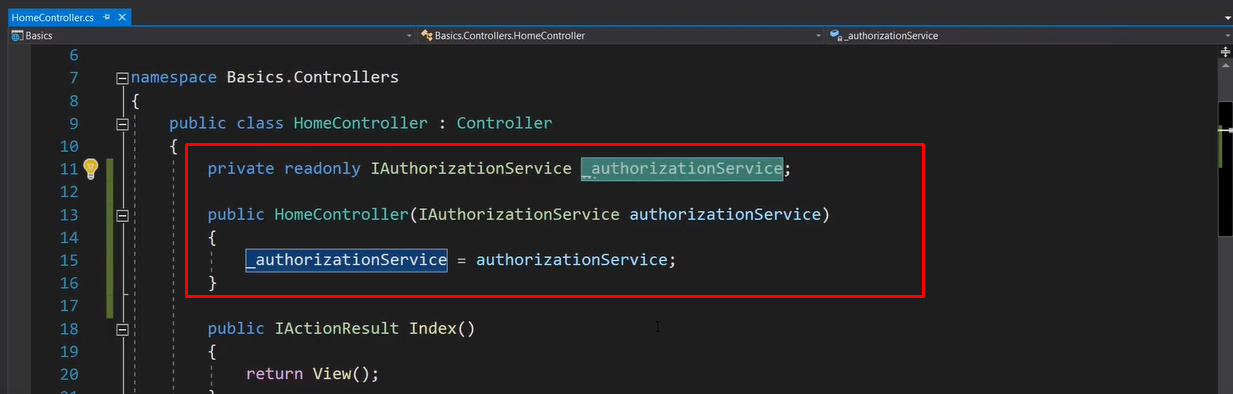 HomeController.cs
Basics Basics.Controllers.HomeController _authorizationService
6
7 namespace Basics.Controllers
8 {
9 public class HomeController : Controller
10 {
11 private readonly IAuthorizationService _authorizationService;
12
13 public HomeController(IAuthorizationService authorizationService)
14 {
15 _authorizationService = authorizationService;
16 }
17
18 public IActionResult Index()
19 {
20 return View();